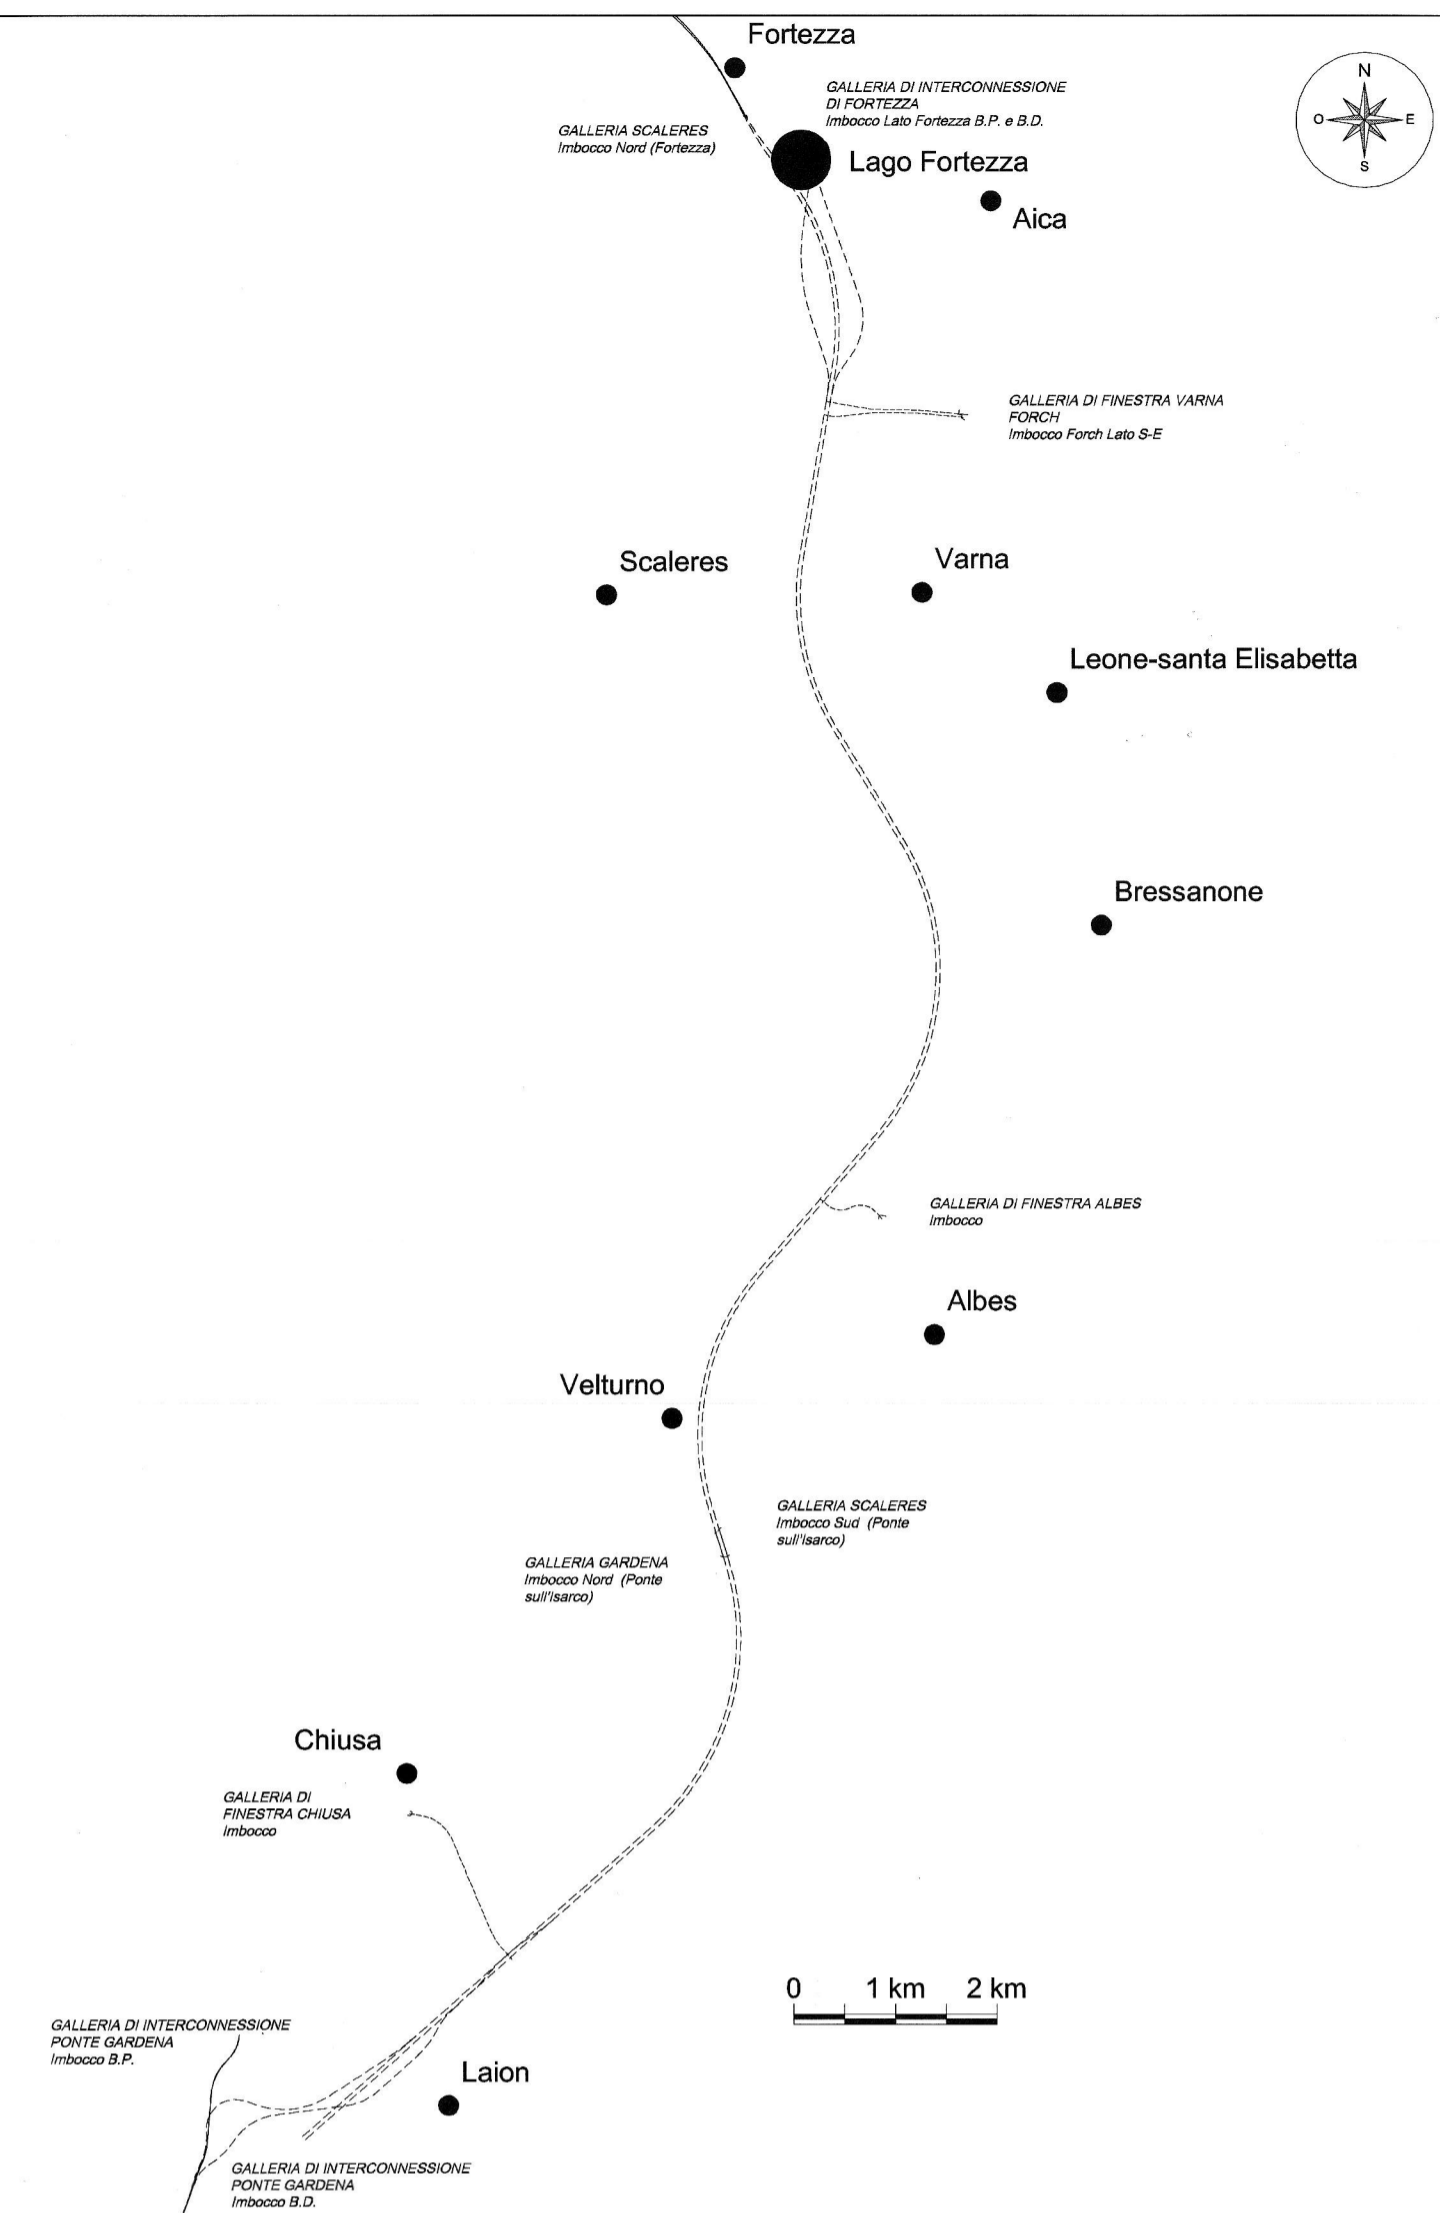 Fortezza
N
O
E
S
GALLERIA DI INTERCONNESSIONE
DI FORTEZZA
Imbocco Lato Fortezza B.P. e B.D.
GALLERIA SCALERES
Imbocco Nord (Fortezza)
Lago Fortezza
Aica
GALLERIA DI FINESTRA VARNA
FORCH
Imbocco Forch Lato S-E
Scaleres
Varna
Leone-santa Elisabetta
Bressanone
GALLERIA DI FINESTRA ALBES
Imbocco
Albes
Velturno
GALLERIA SCALERES
Imbocco Sud (Ponte
sull'Isarco)
GALLERIA GARDENA
Imbocco Nord (Ponte
sull'Isarco)
Chiusa
GALLERIA DI
FINESTRA CHIUSA
Imbocco
0 1 km 2 km
GALLERIA DI INTERCONNESSIONE
PONTE GARDENA
Imbocco B.P.
Laion
GALLERIA DI INTERCONNESSIONE
PONTE GARDENA
Imbocco B.D.